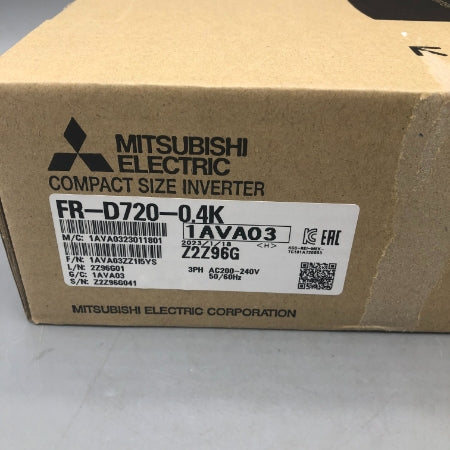 MITSUBISHI
ELECTRIC
COMPACT SIZE INVERTER
FR-D720-0.4K
M/C: 1AVA0323011801
1AVA03
2023/1/18 <H>
F/N: 1AVA03ZZ1I5YS
L/N: 2Z96G01
G/C: 1AVA03
S/N: Z2Z96G041
Z2Z96G
3PH AC200-240V
50/60Hz
EAC
MITSUBISHI ELECTRIC CORPORATION